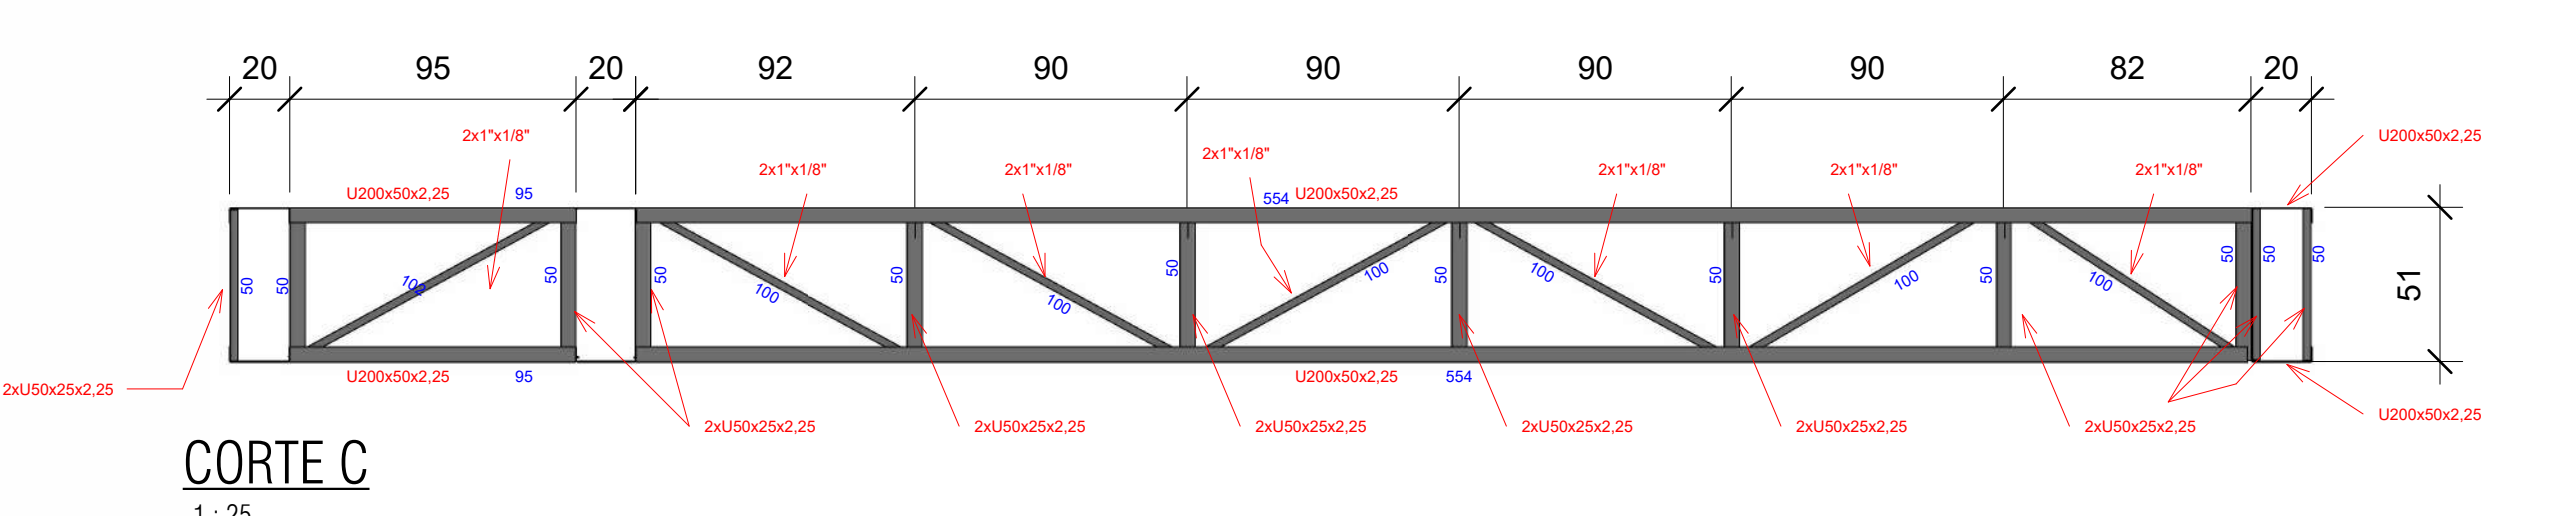 20 95 20 92 90 90 90 90 82 20
2x1"x1/8"
U200x50x2,25
2x1"x1/8" 2x1"x1/8" 2x1"x1/8" 2x1"x1/8" 2x1"x1/8" 2x1"x1/8"
U200x50x2,25 95 554 U200x50x2,25
50 50 102 50 50 100 50 100 50 100 50 100 50 100 50 100 50 50 50
51
U200x50x2,25 95 U200x50x2,25 554
2xU50x25x2,25
U200x50x2,25
2xU50x25x2,25 2xU50x25x2,25 2xU50x25x2,25 2xU50x25x2,25 2xU50x25x2,25 2xU50x25x2,25
CORTE C
1 : 25